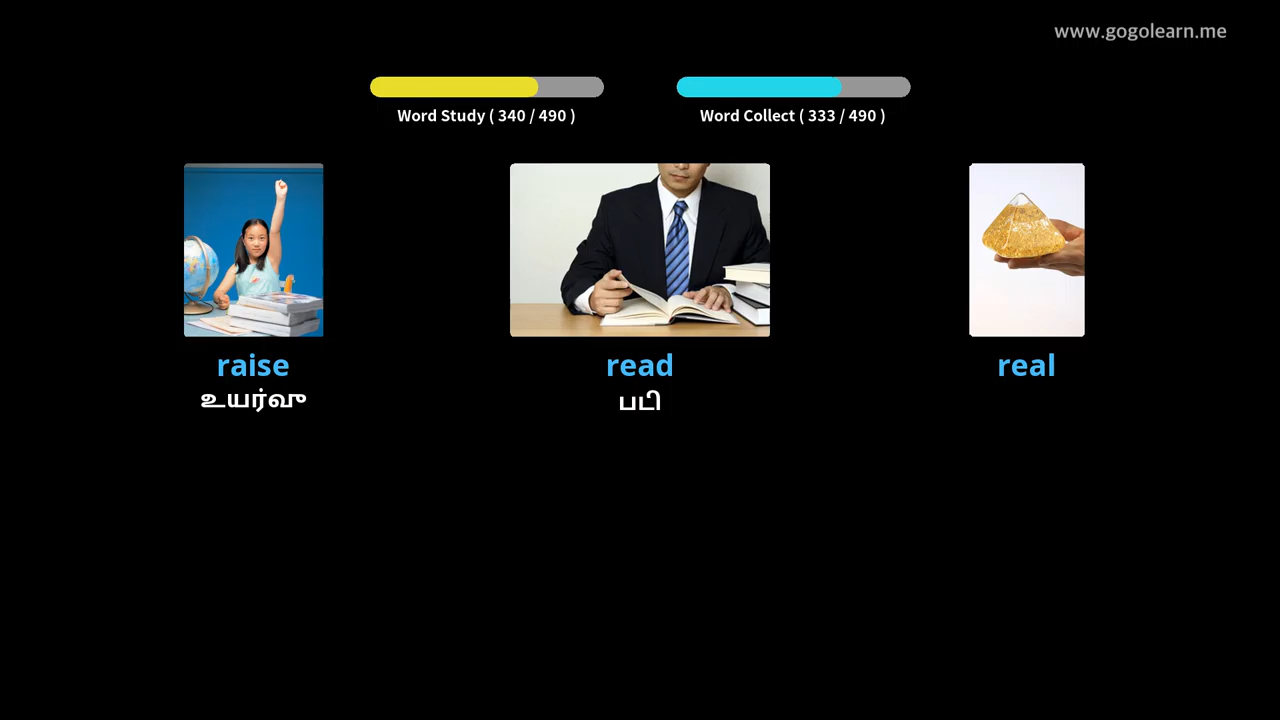 www.gogolearn.me
Word Study ( 340 / 490 )
Word Collect ( 333 / 490 )
raise
உயர்வு
read
படி
real